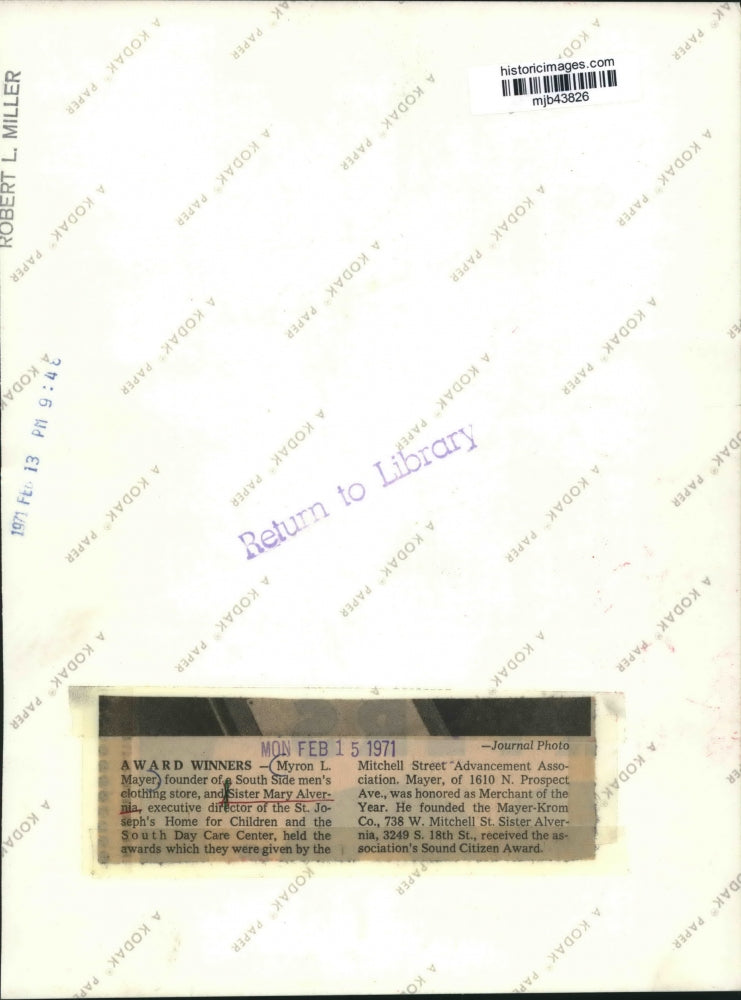 historicimages.com
mjb43826
ROBERT L. MILLER
1971 FEB 13 PM 9:46
Return to Library
MON FEB 15 1971
—Journal Photo
AWARD WINNERS — Myron L.
Mayer, founder of a South Side men's
clothing store, and Sister Mary Alver-
nia, executive director of the St. Jo-
seph's Home for Children and the
South Day Care Center, held the
awards which they were given by the
Mitchell Street Advancement Asso-
ciation. Mayer, of 1610 N. Prospect
Ave., was honored as Merchant of the
Year. He founded the Mayer-Krom
Co., 738 W. Mitchell St. Sister Alver-
nia, 3249 S. 18th St., received the as-
sociation's Sound Citizen Award.
A KODAK® PAPER